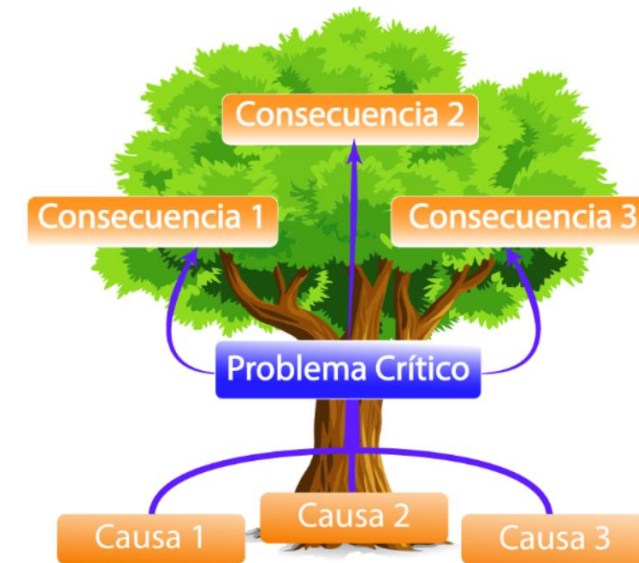 Consecuencia 2
Consecuencia 1
Consecuencia 3
Problema Crítico
Causa 1
Causa 2
Causa 3